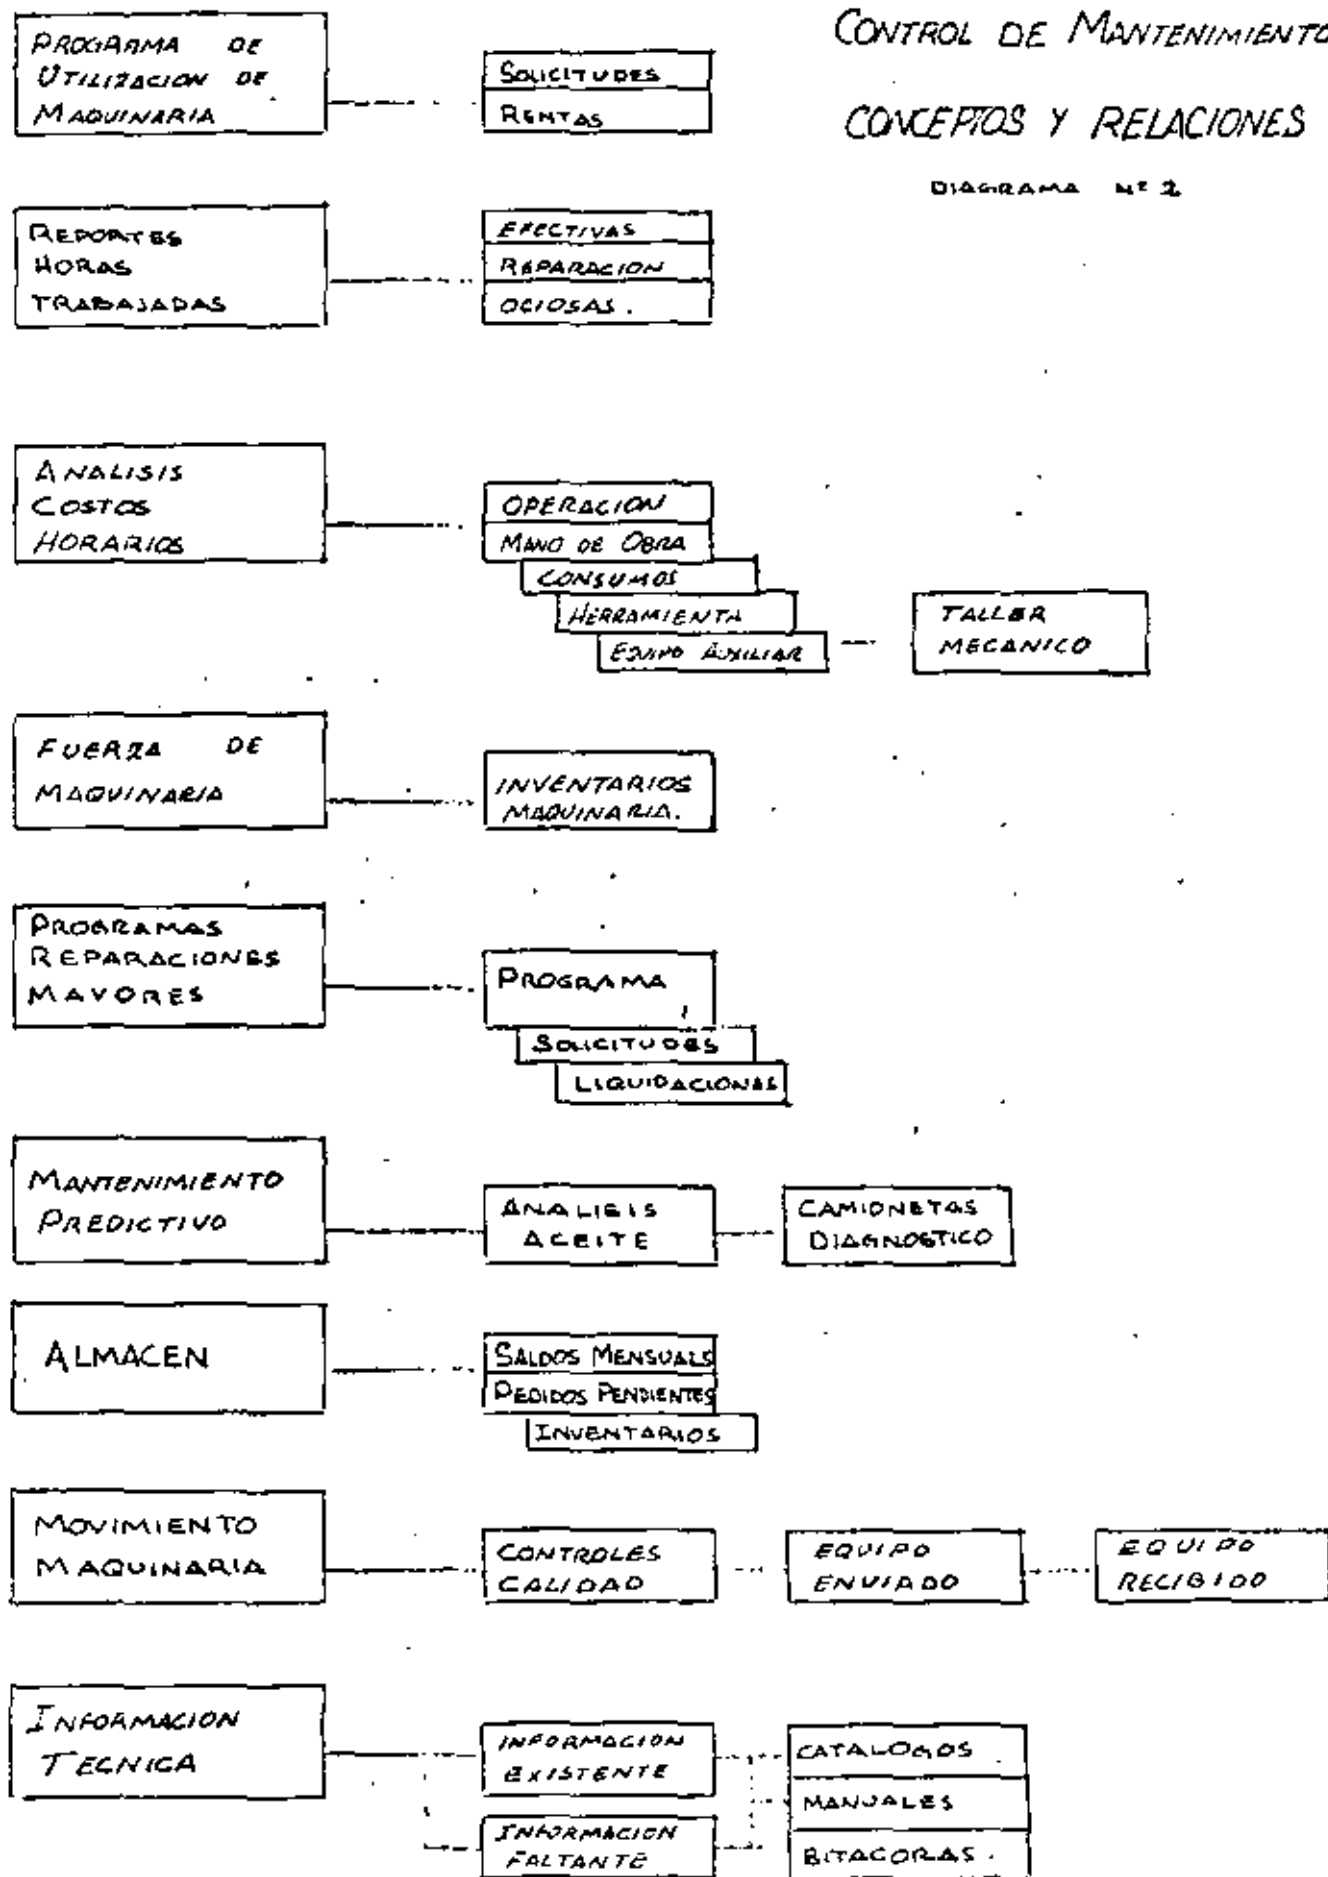 CONTROL DE MANTENIMIENTO
CONCEPTOS Y RELACIONES
DIAGRAMA Nº 2
PROGRAMA DE
UTILIZACION DE
MAQUINARIA
SOLICITUDES
RENTAS
REPORTES
HORAS
TRABAJADAS
EFECTIVAS
REPARACION
OCIOSAS.
ANALISIS
COSTOS
HORARIOS
OPERACION
MANO DE OBRA
CONSUMOS
HERRAMIENTA
EQUIPO AUXILIAR
TALLER
MECANICO
FUERZA DE
MAQUINARIA
INVENTARIOS
MAQUINARIA.
PROGRAMAS
REPARACIONES
MAYORES
PROGRAMA
SOLICITUDES
LIQUIDACIONES
MANTENIMIENTO
PREDICTIVO
ANALISIS
ACEITE
CAMIONETAS
DIAGNOSTICO
ALMACEN
SALDOS MENSUALS
PEDIDOS PENDIENTES
INVENTARIOS
MOVIMIENTO
MAQUINARIA
CONTROLES
CALIDAD
EQUIPO
ENVIADO
EQUIPO
RECIBIDO
INFORMACION
TECNICA
INFORMACION
EXISTENTE
INFORMACION
FALTANTE
CATALOGOS
MANUALES
BITACORAS.